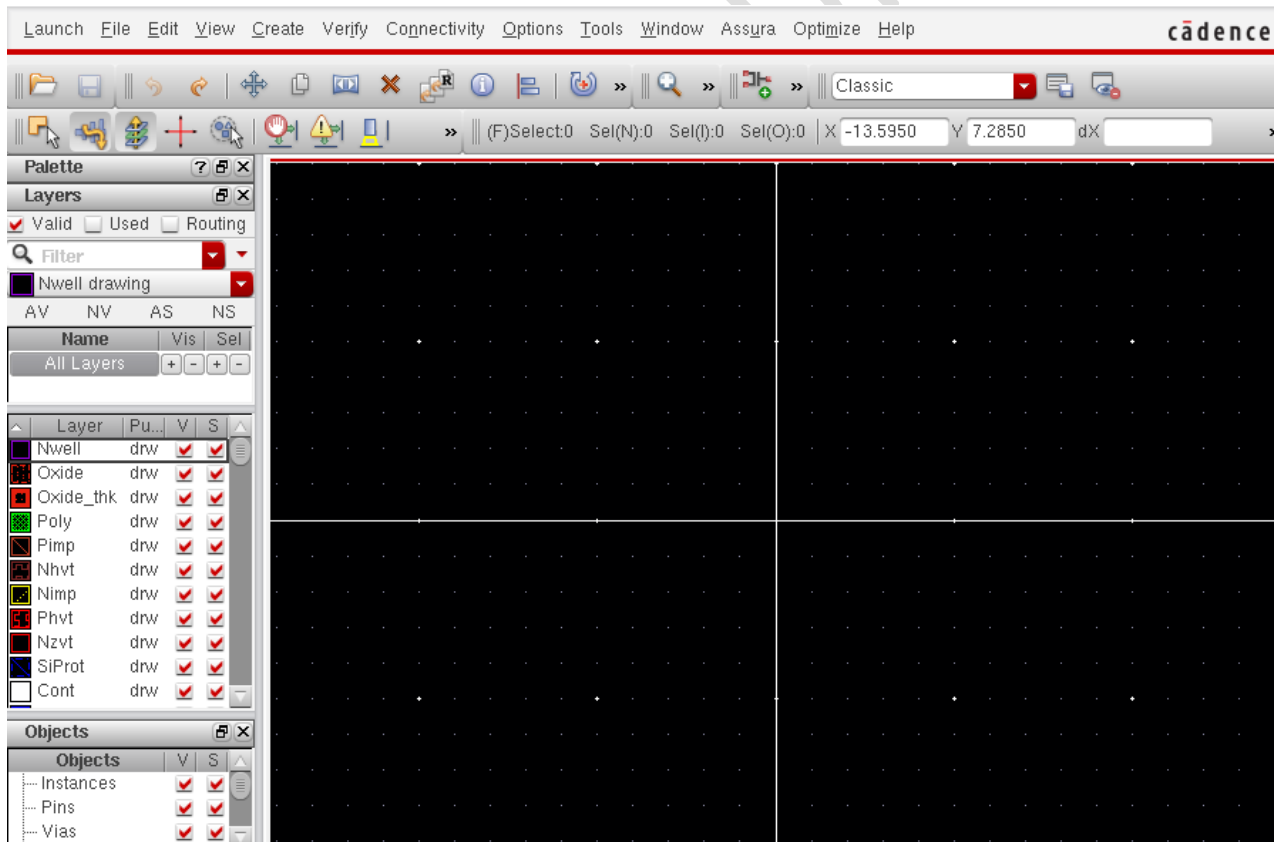 Launch File Edit View Create Verify Connectivity Options Tools Window Assura Optimize Help cādence
R » » » Classic
» (F)Select:0 Sel(N):0 Sel(I):0 Sel(O):0 X -13.5950 Y 7.2850 dX
Palette
Layers
Valid Used Routing
Filter
Nwell drawing
AV NV AS NS
Name Vis Sel
All Layers + - + -
Layer Pu... V S
Nwell drw
Oxide drw
Oxide_thk drw
Poly drw
Pimp drw
Nhvt drw
Nimp drw
Phvt drw
Nzvt drw
SiProt drw
Cont drw
Objects
Objects V S
Instances
Pins
Vias